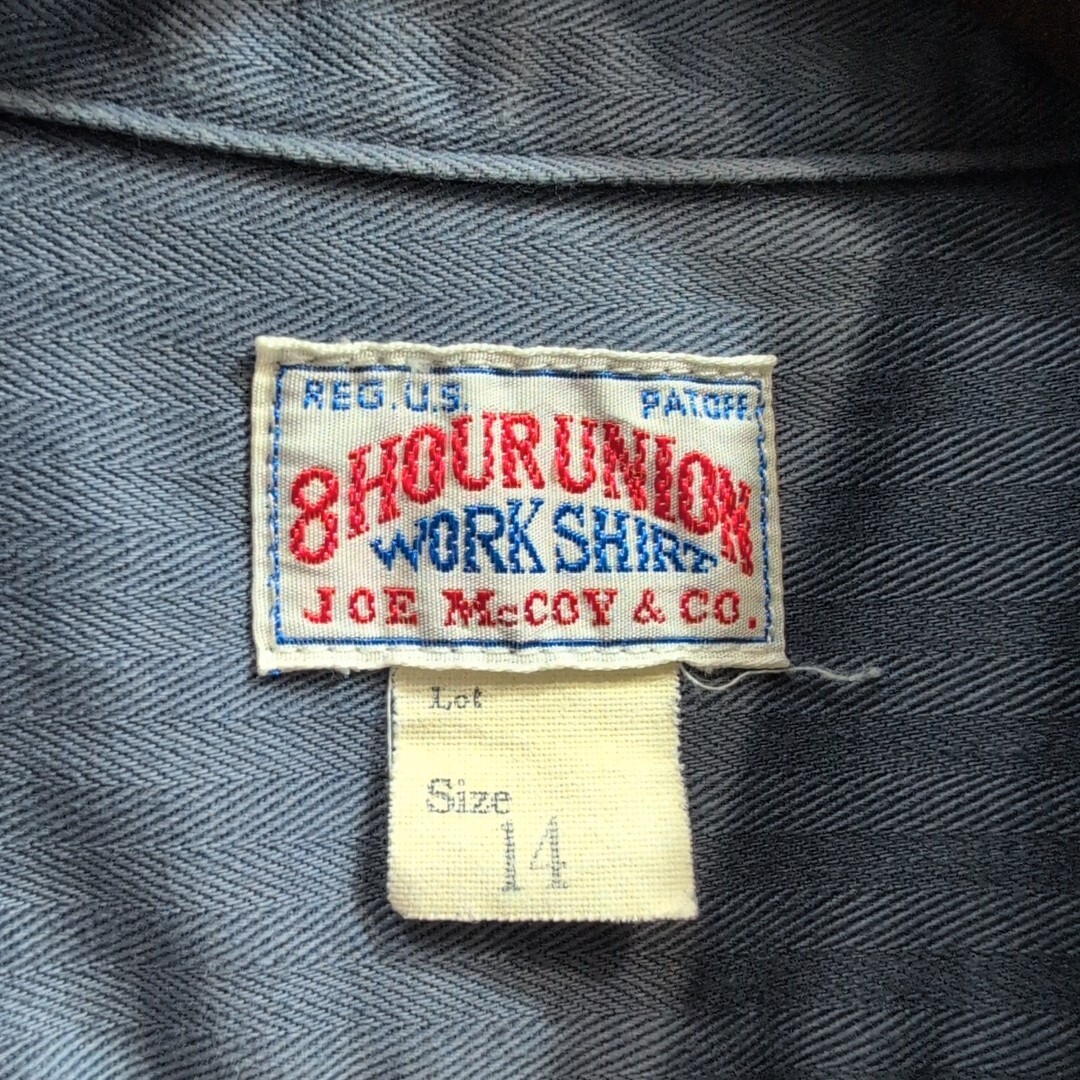 REG. U.S. PAT. OFF.
8 HOUR UNION
WORK SHIRT
JOE McCOY & CO.
Lot
Size
14